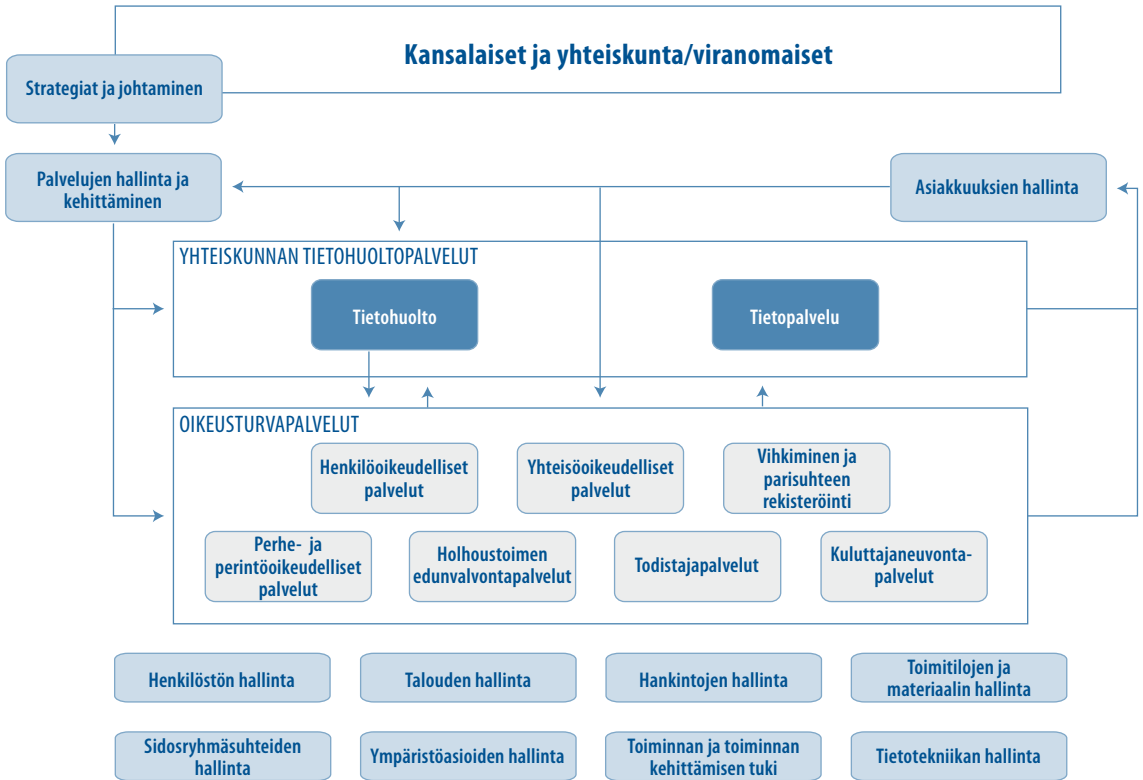 Kansalaiset ja yhteiskunta/viranomaiset
Strategiat ja johtaminen
Palvelujen hallinta ja
kehittäminen
Asiakkuuksien hallinta
YHTEISKUNNAN TIETOHUOLTOPALVELUT
Tietohuolto
Tietopalvelu
OIKEUSTURVAPALVELUT
Henkilöoikeudelliset
palvelut
Yhteisöoikeudelliset
palvelut
Vihkiminen ja
parisuhteen
rekisteröinti
Perhe- ja
perintöoikeudelliset
palvelut
Holhoustoimen
edunvalvontapalvelut
Todistajapalvelut
Kuluttajaneuvonta-
palvelut
Henkilöstön hallinta
Talouden hallinta
Hankintojen hallinta
Toimitilojen ja
materiaalin hallinta
Sidosryhmäsuhteiden
hallinta
Ympäristöasioiden hallinta
Toiminnan ja toiminnan
kehittämisen tuki
Tietotekniikan hallinta